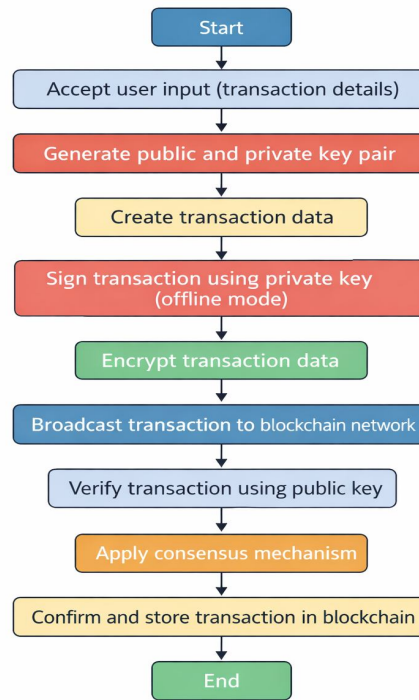 Start
Accept user input (transaction details)
Generate public and private key pair
Create transaction data
Sign transaction using private key
(offline mode)
Encrypt transaction data
Broadcast transaction to blockchain network
Verify transaction using public key
Apply consensus mechanism
Confirm and store transaction in blockchain
End